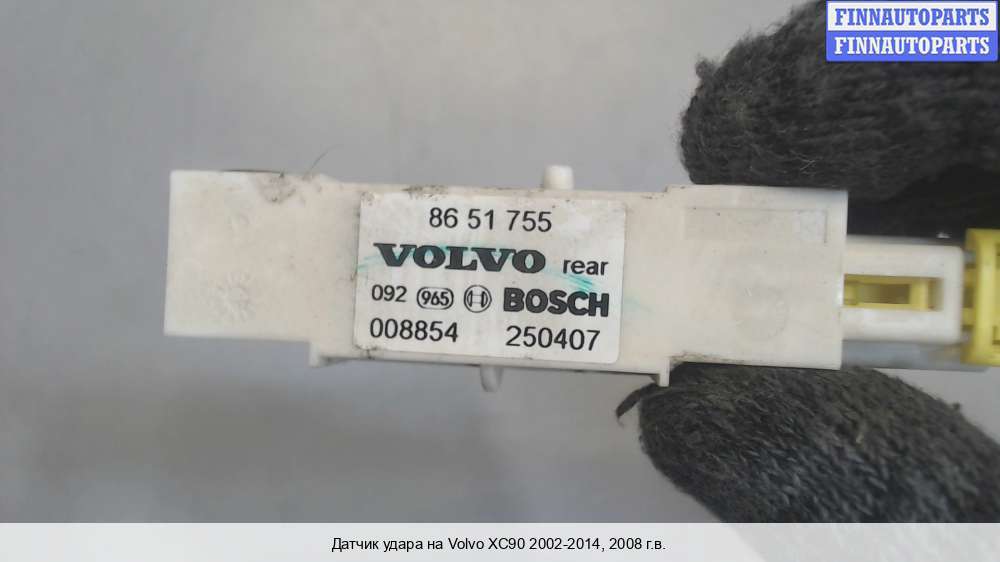 FINNAUTOPARTS
FINNAUTOPARTS
86 51 755
VOLVO rear
092 965 BOSCH
008854 250407
Датчик удара на Volvo XC90 2002-2014, 2008 г.в.